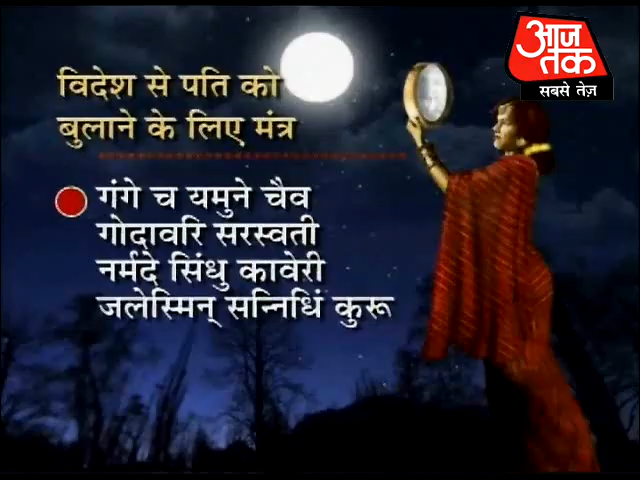 आज
तक
सबसे तेज़
विदेश से पति को
बुलाने के लिए मंत्र
गंगे च यमुने चैव
गोदावरि सरस्वती
नर्मदे सिंधु कावेरी
जलेस्मिन् सन्निधिं कुरू